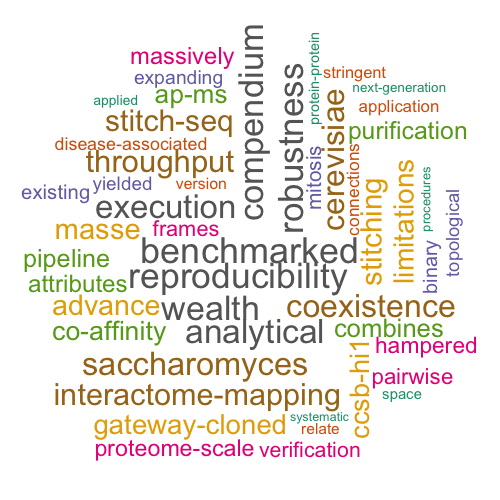 massively
compendium
robustness
protein-protein
stringent
expanding
next-generation
applied
ap-ms
cerevisiae
application
stitch-seq
purification
disease-associated
throughput
mitosis
connections
existing
yielded
version
stitching
limitations
procedures
execution
binary
topological
masse
frames
benchmarked
pipeline
reproducibility
attributes
advance
wealth
coexistence
co-affinity
analytical
combines
saccharomyces
ccsb-hi1
hampered
interactome-mapping
pairwise
space
gateway-cloned
systematic
relate
proteome-scale
verification